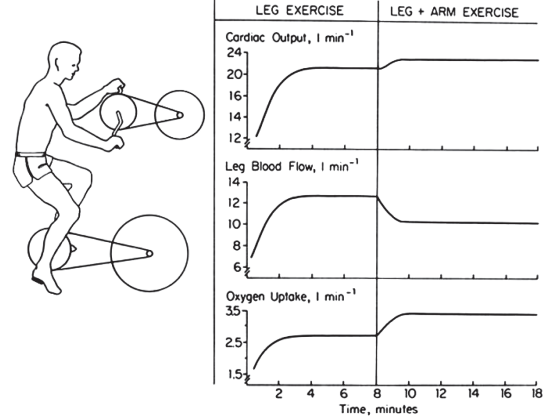 LEG EXERCISE
LEG + ARM EXERCISE
Cardiac Output, l min⁻¹
24
20
16
14
12
Leg Blood Flow, l min⁻¹
14
12
10
8
6
Oxygen Uptake, l min⁻¹
3.5
2.5
1.5
2 4 6 8 10 12 14 16 18
Time, minutes